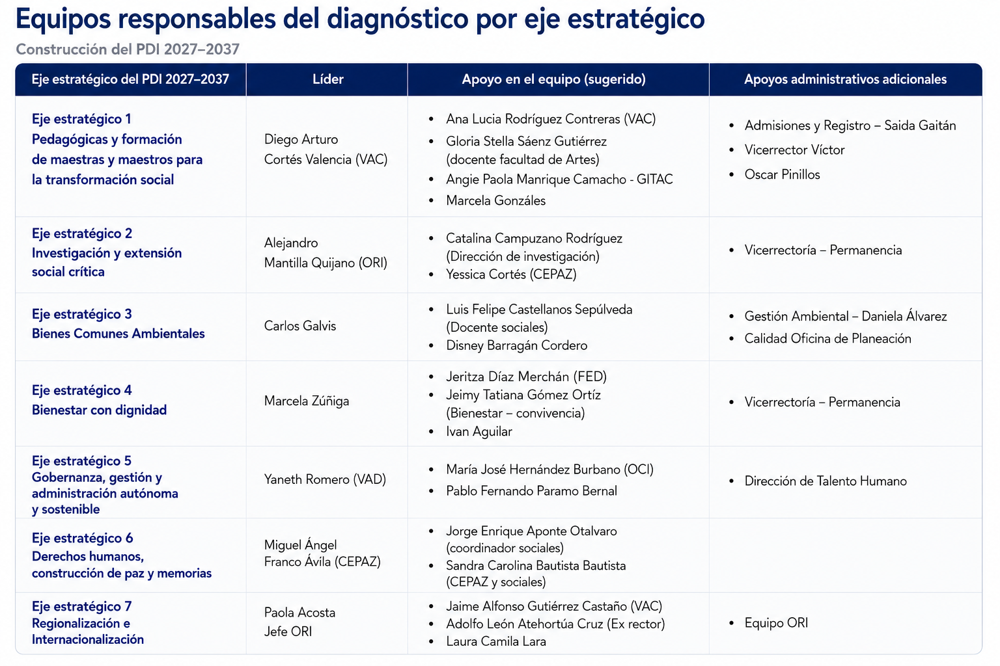 Equipos responsables del diagnóstico por eje estratégico
Construcción del PDI 2027–2037
Eje estratégico del PDI 2027–2037
Líder
Apoyo en el equipo (sugerido)
Apoyos administrativos adicionales
Eje estratégico 1
Pedagógicas y formación
de maestras y maestros para
la transformación social
Diego Arturo
Cortés Valencia (VAC)
• Ana Lucia Rodríguez Contreras (VAC)
• Gloria Stella Sáenz Gutiérrez
(docente facultad de Artes)
• Angie Paola Manrique Camacho - GITAC
• Marcela Gonzáles
• Admisiones y Registro – Saida Gaitán
• Vicerrector Víctor
• Oscar Pinillos
Eje estratégico 2
Investigación y extensión
social crítica
Alejandro
Mantilla Quijano (ORI)
• Catalina Campuzano Rodríguez
(Dirección de investigación)
• Yessica Cortés (CEPAZ)
• Vicerrectoría – Permanencia
Eje estratégico 3
Bienes Comunes Ambientales
Carlos Galvis
• Luis Felipe Castellanos Sepúlveda
(Docente sociales)
• Disney Barragán Cordero
• Gestión Ambiental – Daniela Álvarez
• Calidad Oficina de Planeación
Eje estratégico 4
Bienestar con dignidad
Marcela Zúñiga
• Jeritza Díaz Merchán (FED)
• Jeimy Tatiana Gómez Ortíz
(Bienestar – convivencia)
• Ivan Aguilar
• Vicerrectoría – Permanencia
Eje estratégico 5
Gobernanza, gestión y
administración autónoma
y sostenible
Yaneth Romero (VAD)
• María José Hernández Burbano (OCI)
• Pablo Fernando Paramo Bernal
• Dirección de Talento Humano
Eje estratégico 6
Derechos humanos,
construcción de paz y memorias
Miguel Ángel
Franco Ávila (CEPAZ)
• Jorge Enrique Aponte Otalvaro
(coordinador sociales)
• Sandra Carolina Bautista Bautista
(CEPAZ y sociales)
Eje estratégico 7
Regionalización e
Internacionalización
Paola Acosta
Jefe ORI
• Jaime Alfonso Gutiérrez Castaño (VAC)
• Adolfo León Atehortúa Cruz (Ex rector)
• Laura Camila Lara
• Equipo ORI